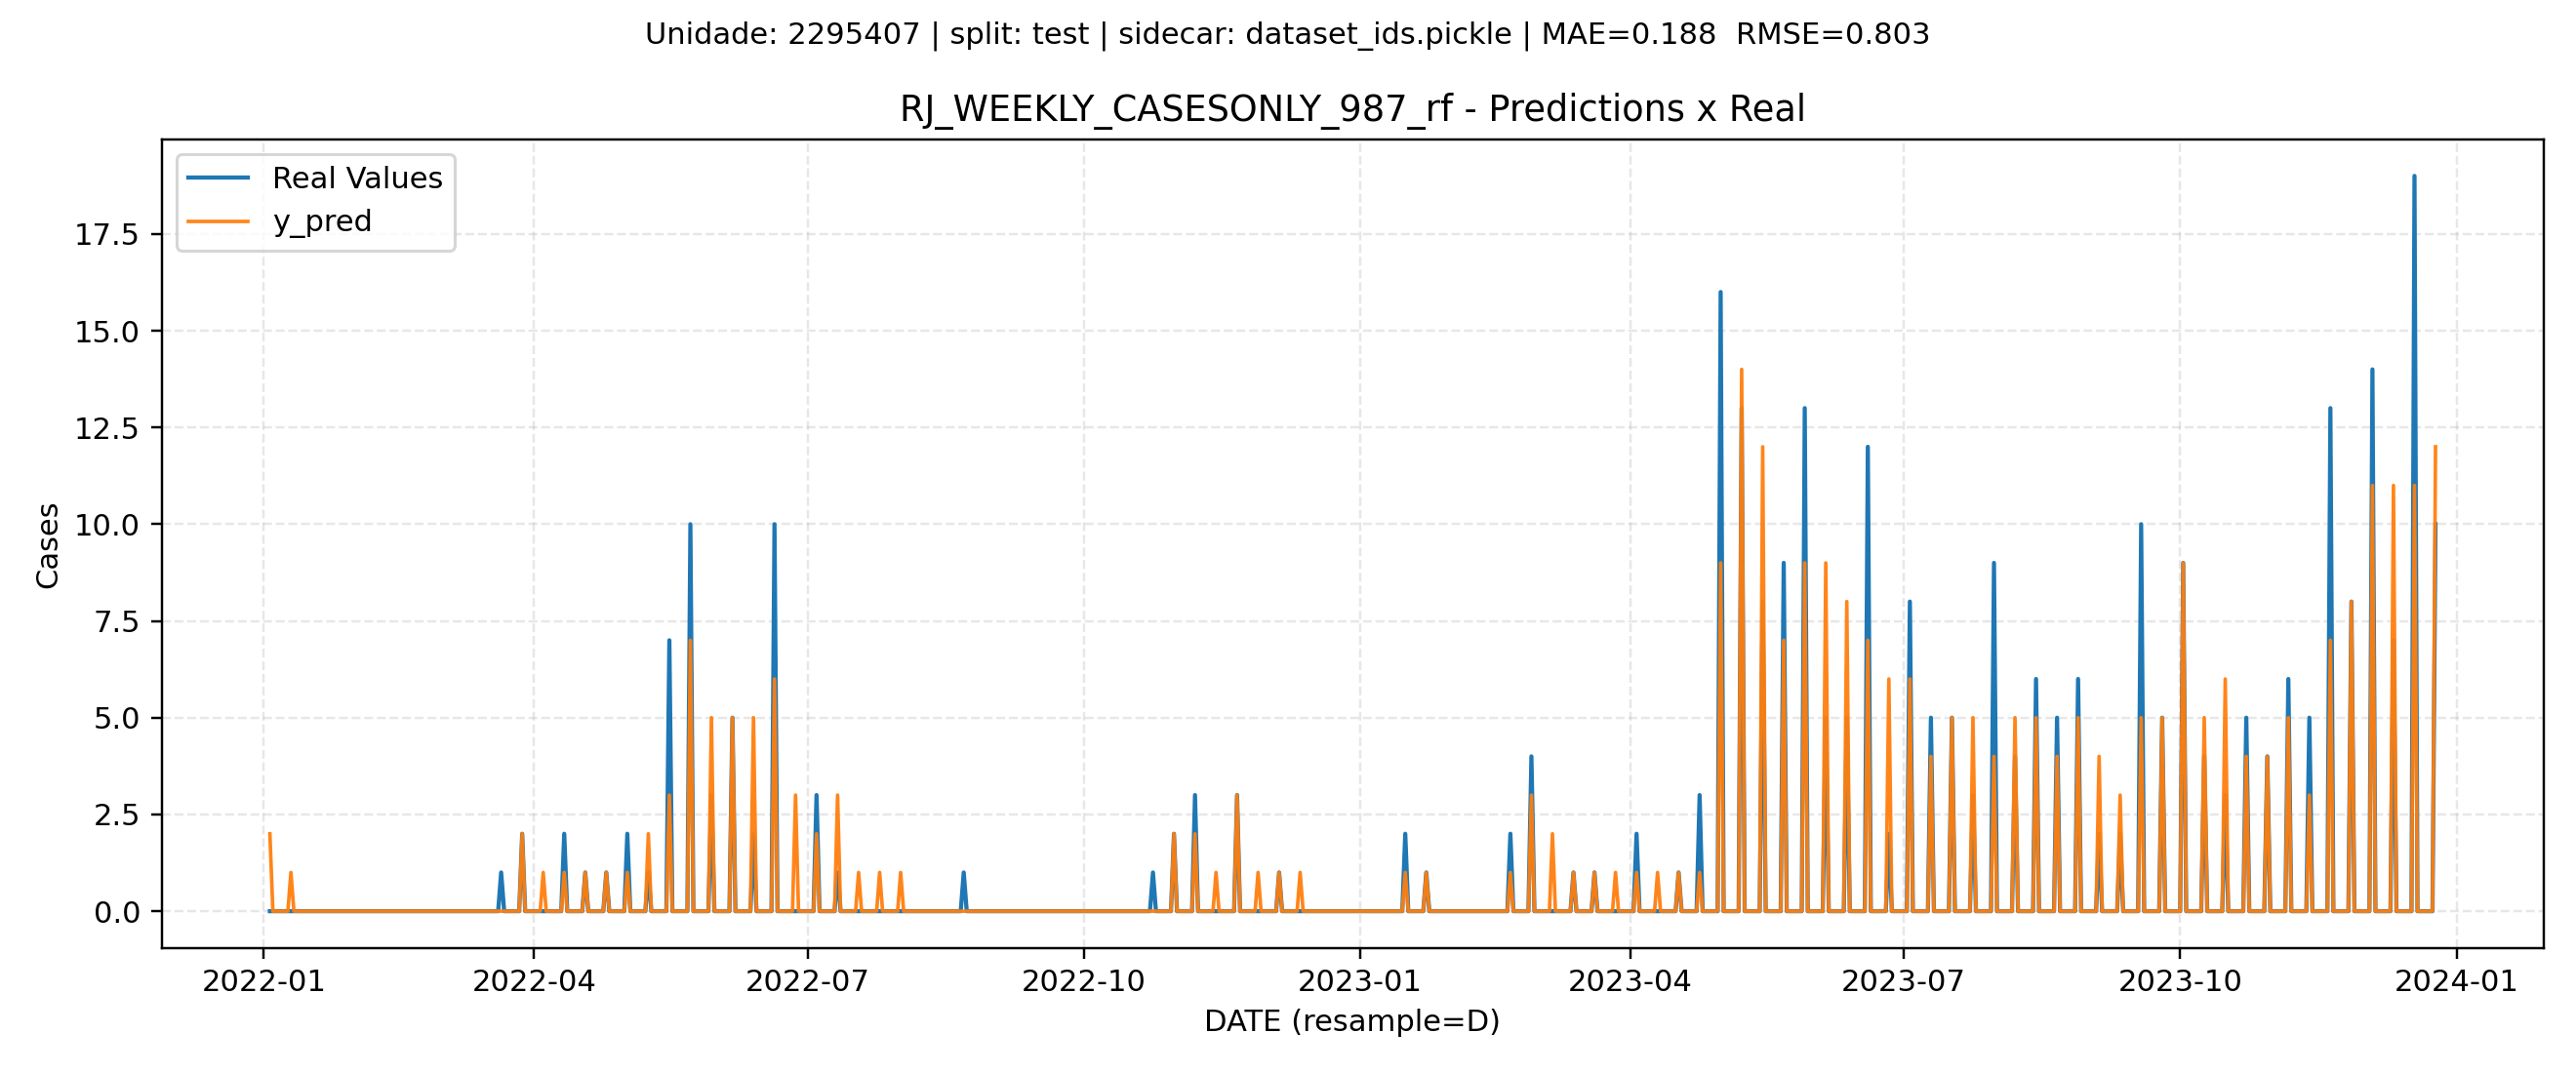 Unidade: 2295407 | split: test | sidecar: dataset_ids.pickle | MAE=0.188  RMSE=0.803
RJ_WEEKLY_CASESONLY_987_rf - Predictions x Real
Real Values
y_pred
17.5
15.0
12.5
10.0
7.5
5.0
2.5
0.0
Cases
2022-01
2022-04
2022-07
2022-10
2023-01
2023-04
2023-07
2023-10
2024-01
DATE (resample=D)